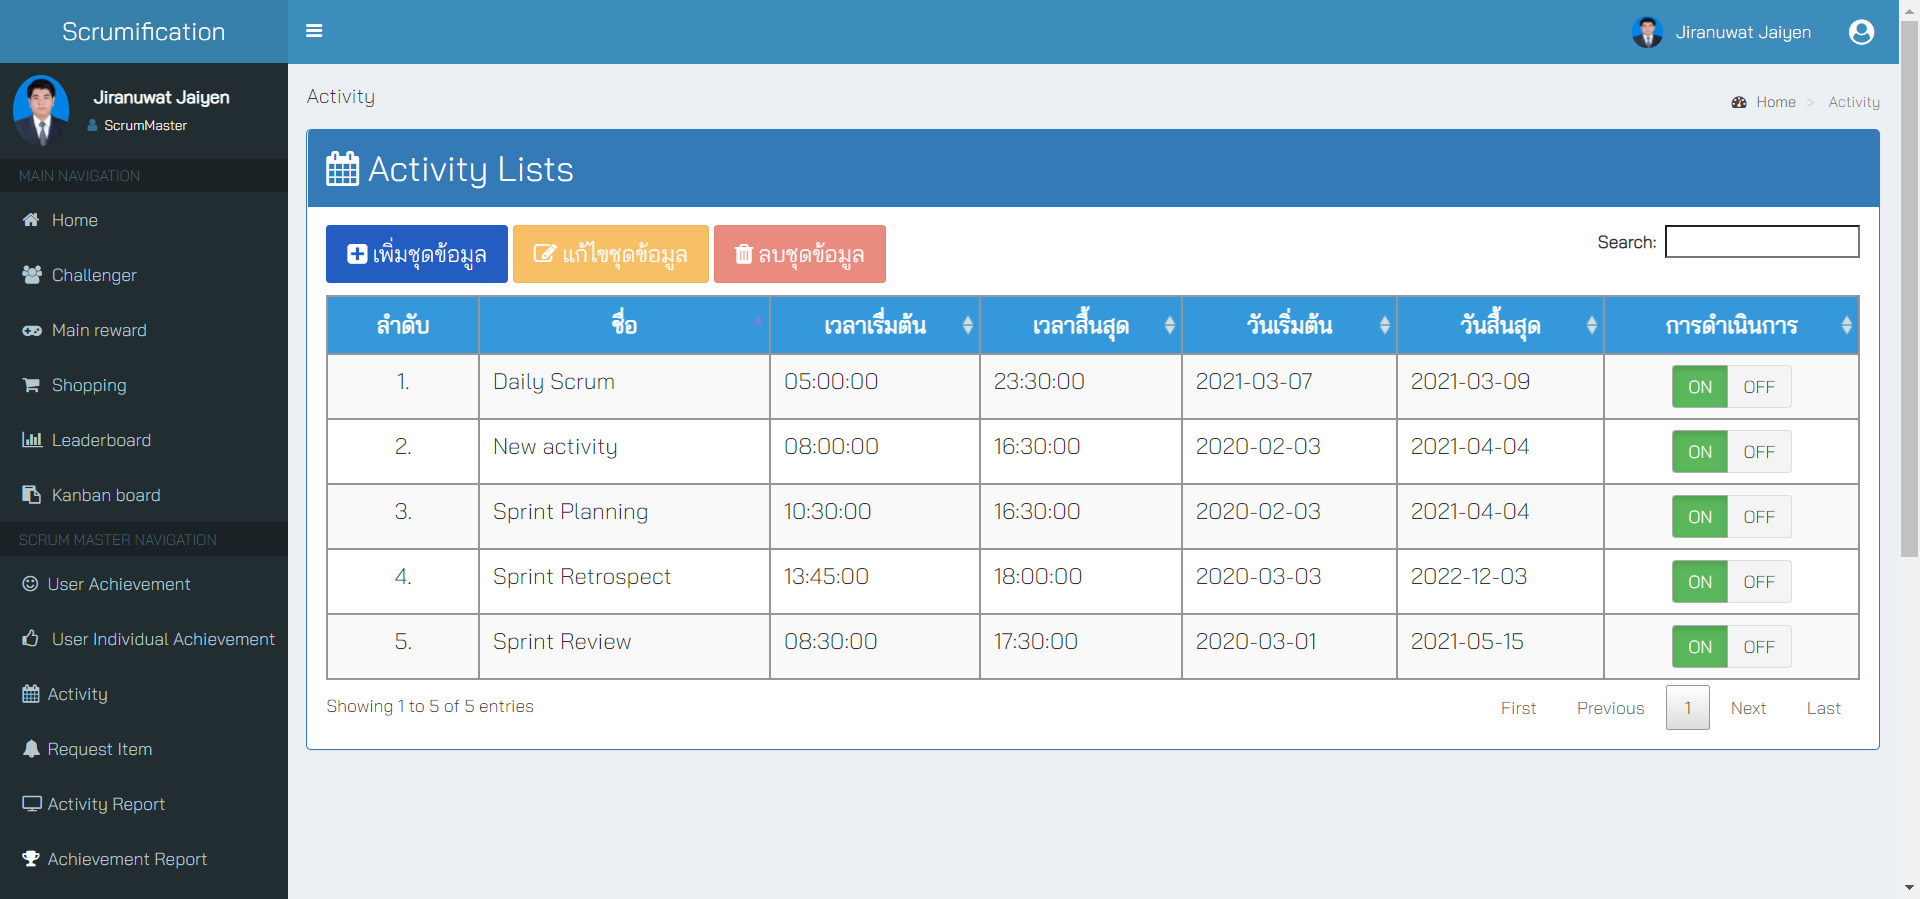 Scrumification
Jiranuwat Jaiyen
Jiranuwat Jaiyen
ScrumMaster
MAIN NAVIGATION
Home
Challenger
Main reward
Shopping
Leaderboard
Kanban board
SCRUM MASTER NAVIGATION
User Achievement
User Individual Achievement
Activity
Request Item
Activity Report
Achievement Report
Activity
Home > Activity
Activity Lists
เพิ่มชุดข้อมูล แก้ไขชุดข้อมูล ลบชุดข้อมูล
Search:
ลำดับ ชื่อ เวลาเริ่มต้น เวลาสิ้นสุด วันเริ่มต้น วันสิ้นสุด การดำเนินการ
1. Daily Scrum 05:00:00 23:30:00 2021-03-07 2021-03-09 ON OFF
2. New activity 08:00:00 16:30:00 2020-02-03 2021-04-04 ON OFF
3. Sprint Planning 10:30:00 16:30:00 2020-02-03 2021-04-04 ON OFF
4. Sprint Retrospect 13:45:00 18:00:00 2020-03-03 2022-12-03 ON OFF
5. Sprint Review 08:30:00 17:30:00 2020-03-01 2021-05-15 ON OFF
Showing 1 to 5 of 5 entries
First Previous 1 Next Last